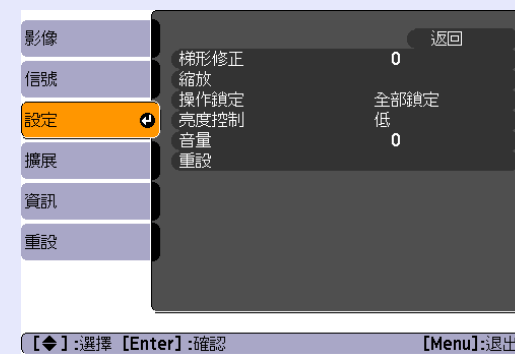 影像
信號
設定
擴展
資訊
重設
返回
梯形修正 0
縮放
操作鎖定 全部鎖定
亮度控制 低
音量 0
重設
[◆]:選擇 [Enter]:確認 [Menu]:退出